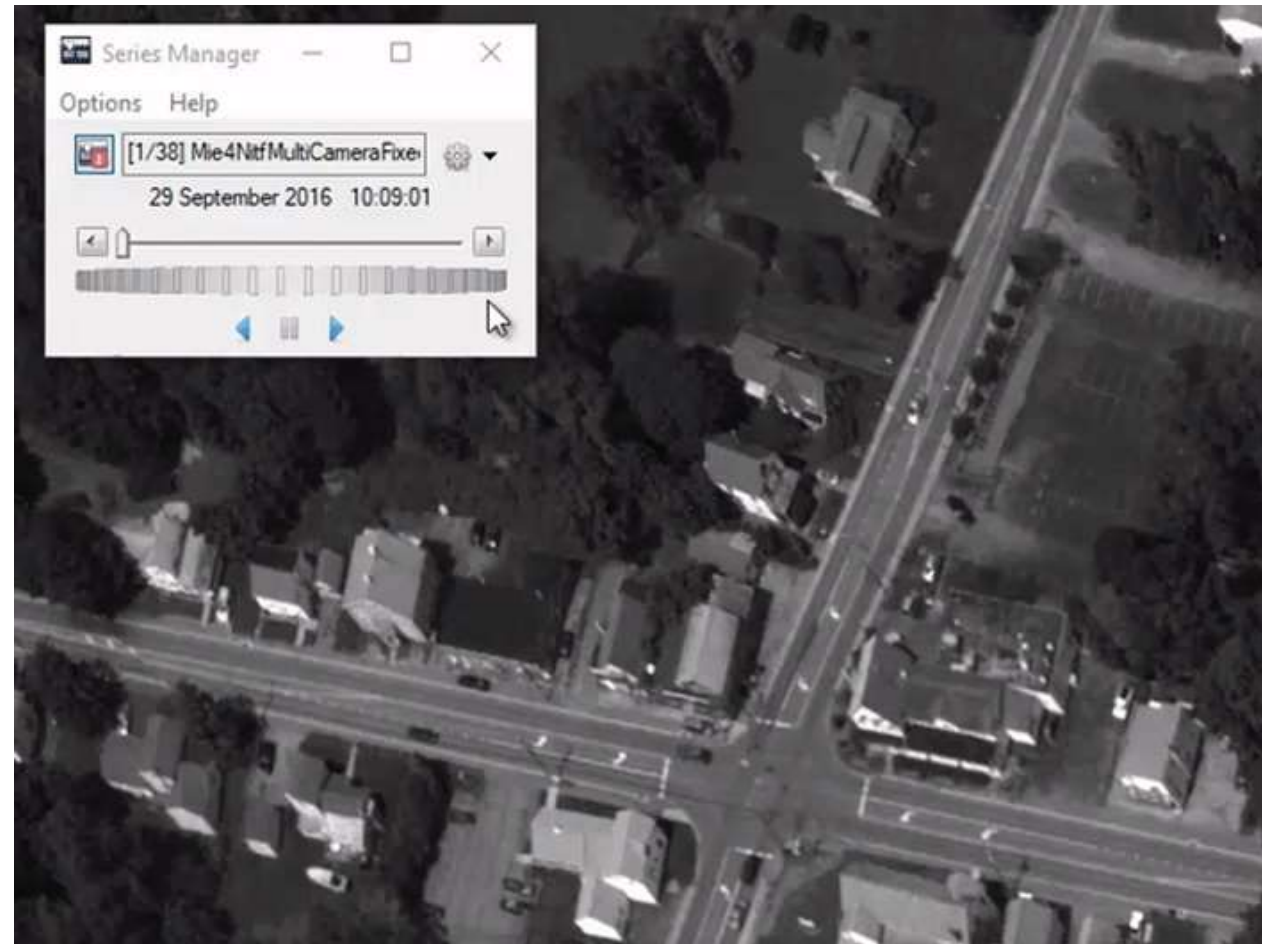 Series Manager
Options Help
[1/38] Mie4NitfMultiCameraFixe
29 September 2016 10:09:01